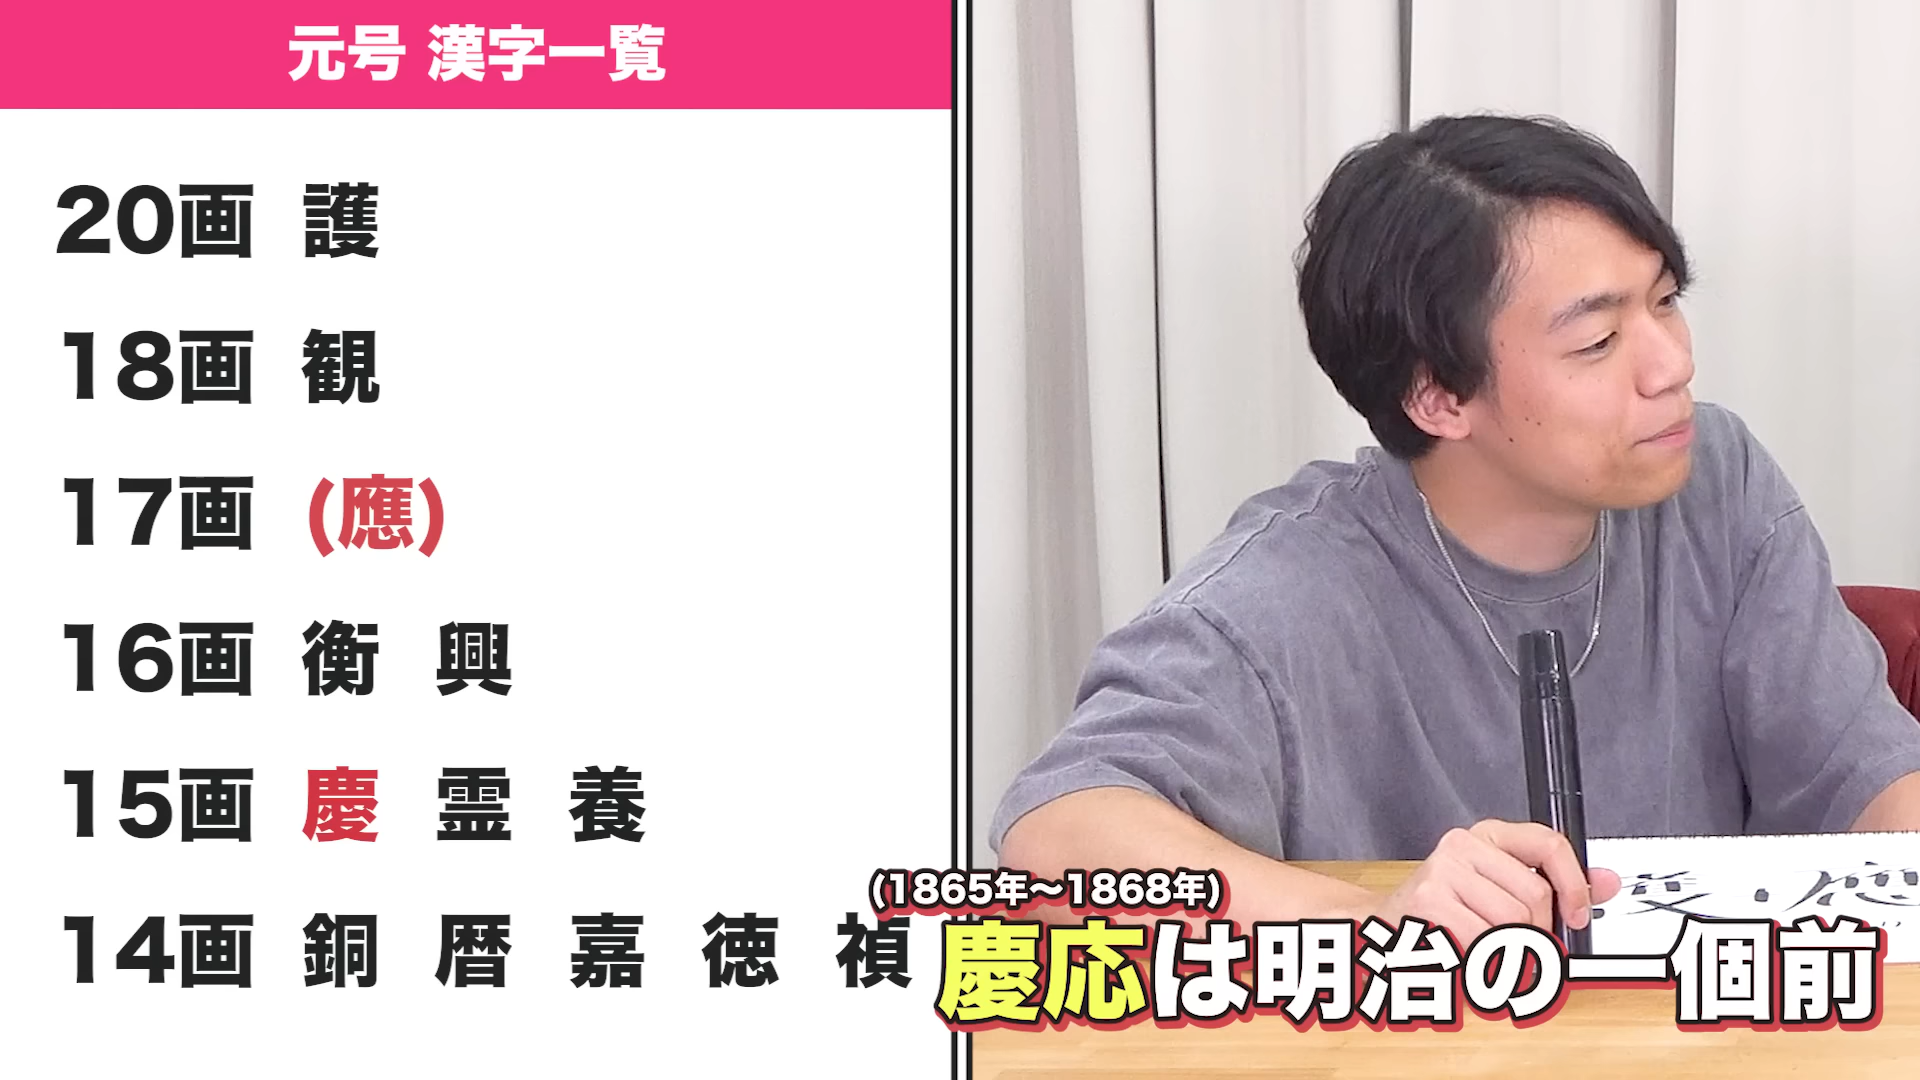 元号 漢字一覧
20画 護
18画 観
17画 (應)
16画 衡 興
15画 慶 霊 養
14画 銅 暦 嘉 徳 禎
(1865年〜1868年)
慶応は明治の一個前